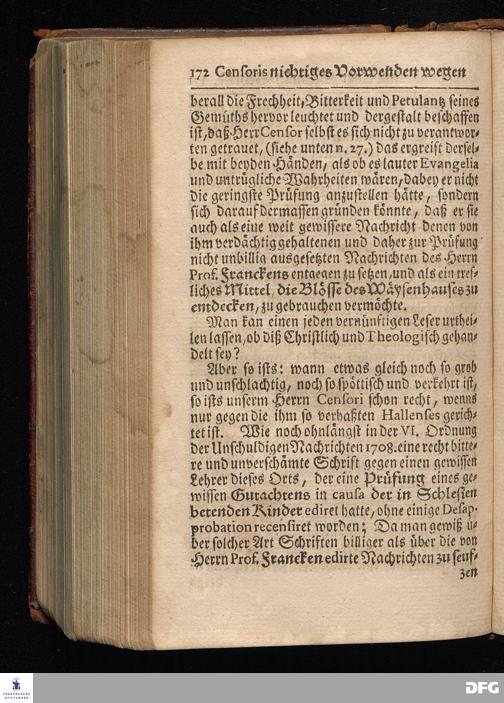 172 Censoris nichtiges Vorwenden wegen
berall die Frechheit, Bitterkeit und Petulantz seines
Gemüths hervor leuchtet und dergestalt beschaffen
ist, daß Herr Censor selbst es sich nicht zu verantwor-
ten getrauet, (siehe unten n. 27.) das ergreift dersel-
be mit beyden Händen, als ob es lauter Evangelia
und untrügliche Wahrheiten wären, dabey er nicht
die geringste Prüfung anzustellen hätte, sondern
sich darauf dermassen gründen könnte, daß er sie
auch als eine weit gewissere Nachricht denen von
ihm verdächtig gehaltenen und daher zur Prüfung
nicht unbillig ausgesetzten Nachrichten des Herrn
Prof. Franckens entgegen zu setzen, und als ein tref-
liches Mittel, die Blösse des Wäysenhauses zu
entdecken, zu gebrauchen vermöchte.
Man kan einen jeden vernünftigen Leser urthei-
len lassen, ob diß Christlich und Theologisch gehan-
delt sey?
Aber so ists: wann etwas gleich noch so grob
und unschlachtig, noch so spöttisch und verkehrt ist,
so ists unserm Herrn Censori schon recht, wenns
nur gegen die ihm so verhaßten Hallenses gerich-
tet ist. Wie noch ohnlängst in der VI. Ordnung
der Unschuldigen Nachrichten 1708. eine recht bitte-
re und unverschämte Schrift gegen einen gewissen
Lehrer dieses Orts, der eine Prüfung eines ge-
wissen Gutachtens in causa der in Schlesien
betenden Kinder ediret hatte, ohne einige Desap-
probation recensiret worden; Da man gewiß ü-
ber solcher Art Schriften billiger als über die von
Herrn Prof. Francken edirte Nachrichten zu seuf-
zen
FRANCKESCHE
STIFTUNGEN
DFG